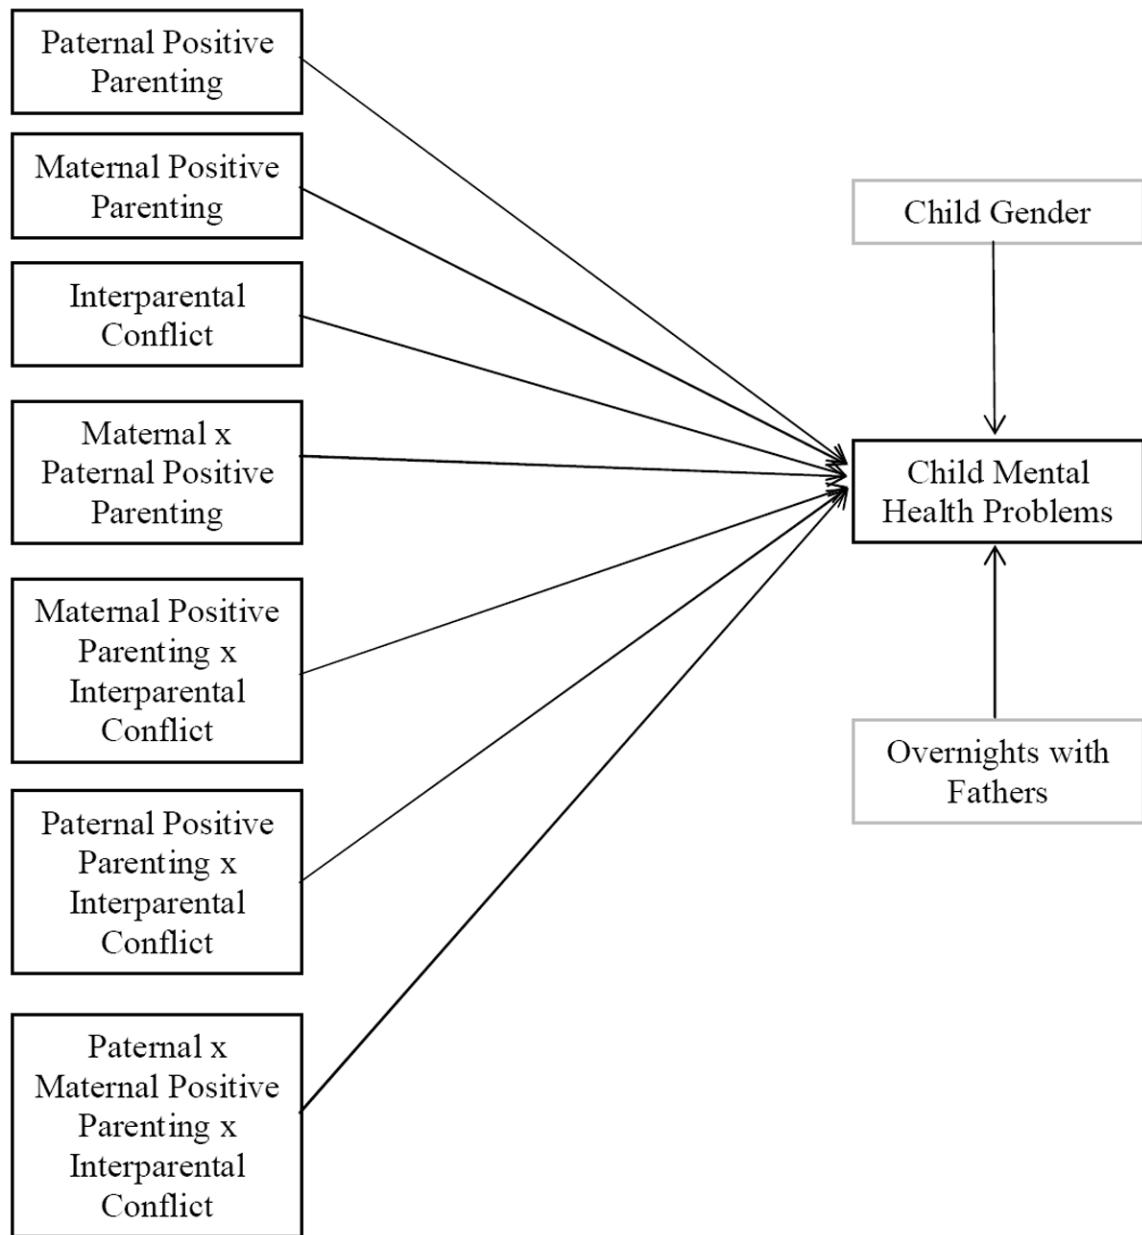 Paternal Positive
Parenting
Maternal Positive
Parenting
Interparental
Conflict
Maternal x
Paternal Positive
Parenting
Maternal Positive
Parenting x
Interparental
Conflict
Paternal Positive
Parenting x
Interparental
Conflict
Paternal x
Maternal Positive
Parenting x
Interparental
Conflict
Child Gender
Child Mental
Health Problems
Overnights with
Fathers